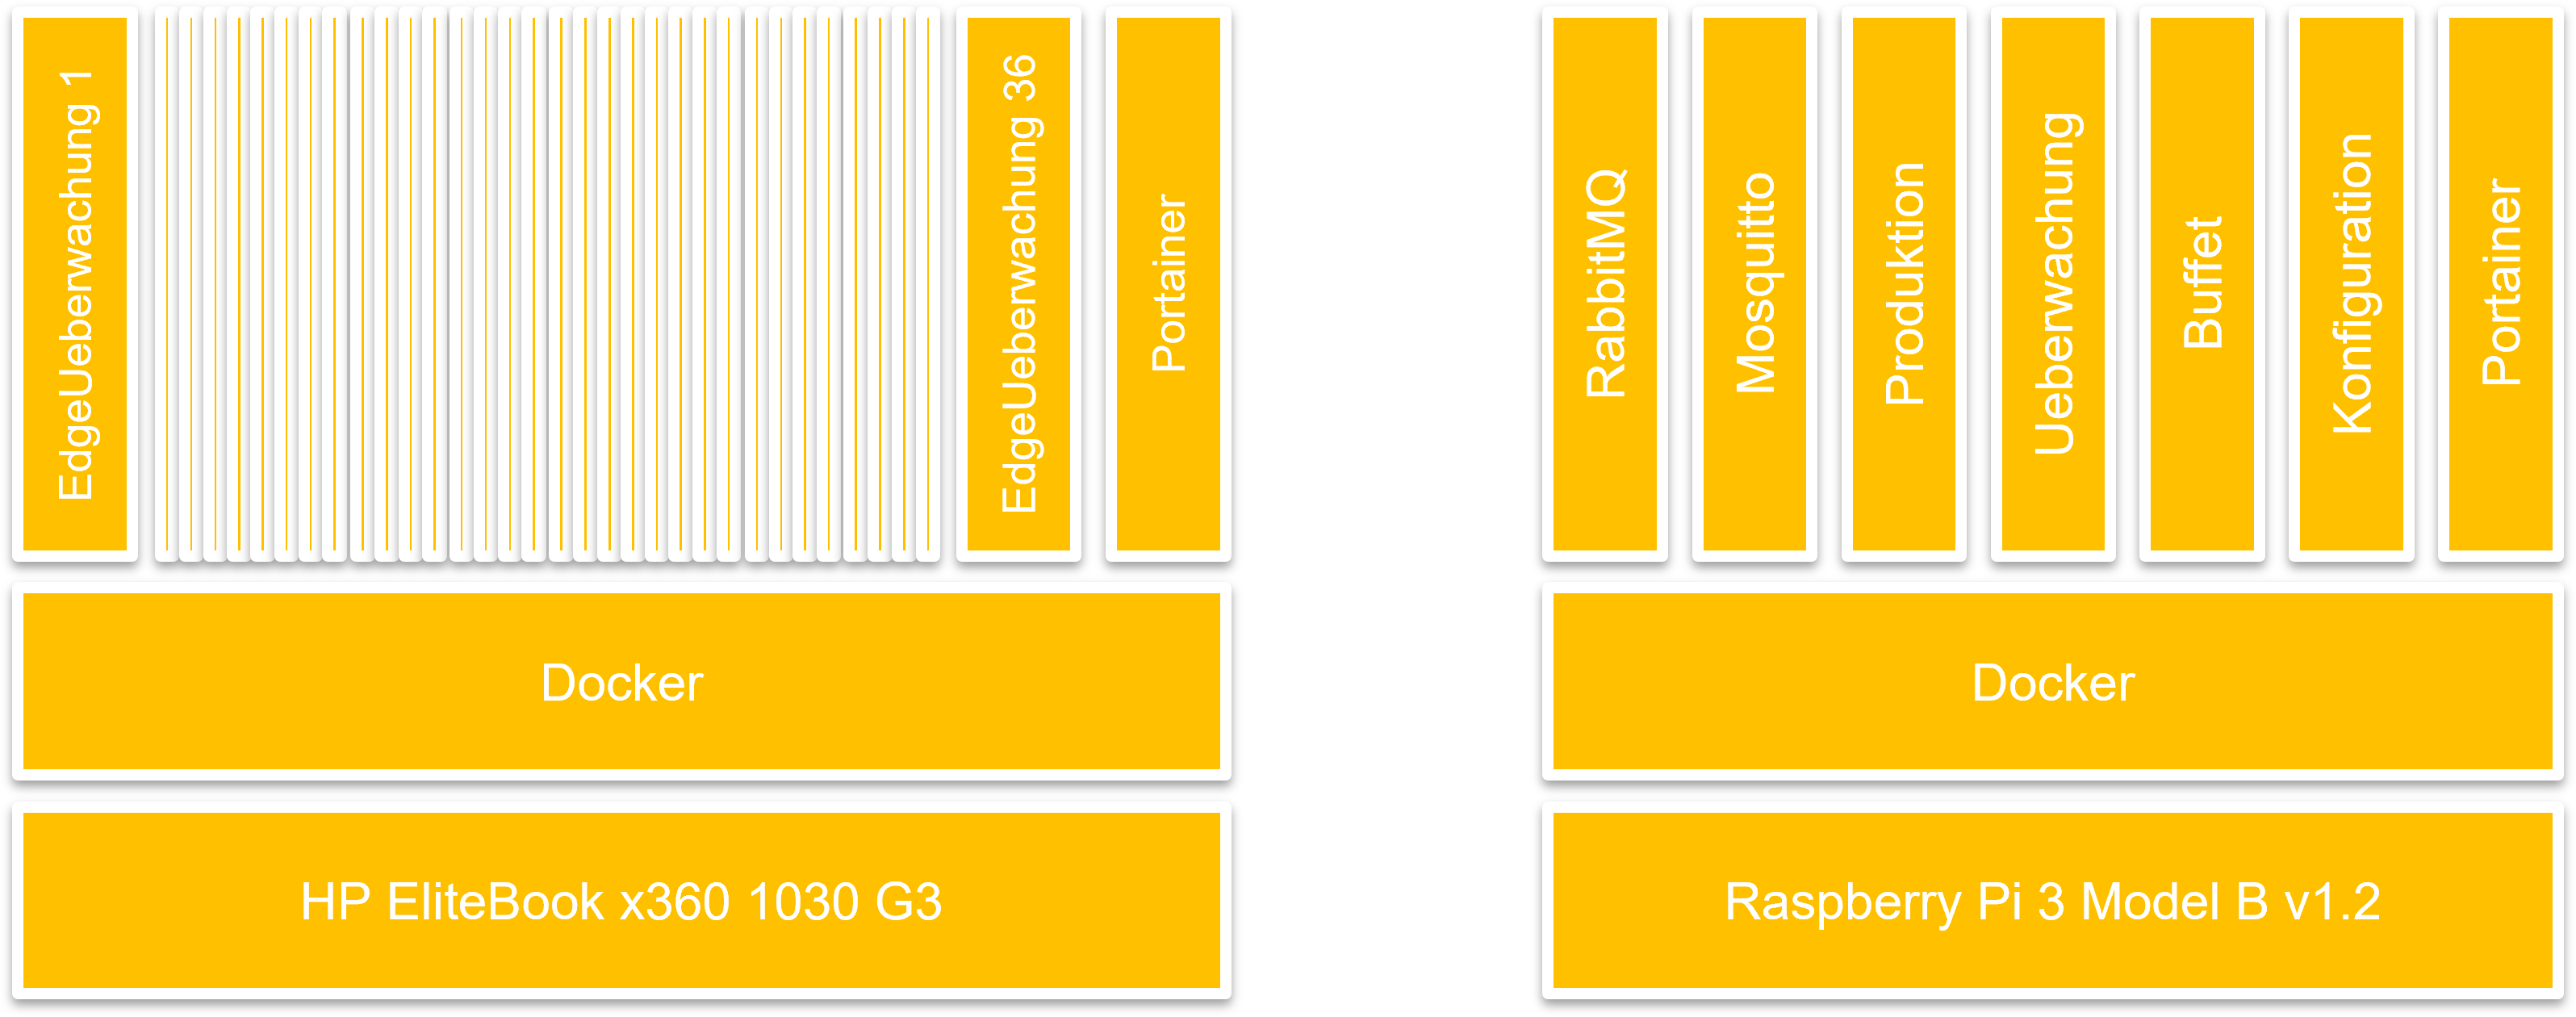 EdgeUeberwachung 1
EdgeUeberwachung 36
Portainer
Docker
HP EliteBook x360 1030 G3
RabbitMQ
Mosquitto
Produktion
Ueberwachung
Buffet
Konfiguration
Portainer
Docker
Raspberry Pi 3 Model B v1.2